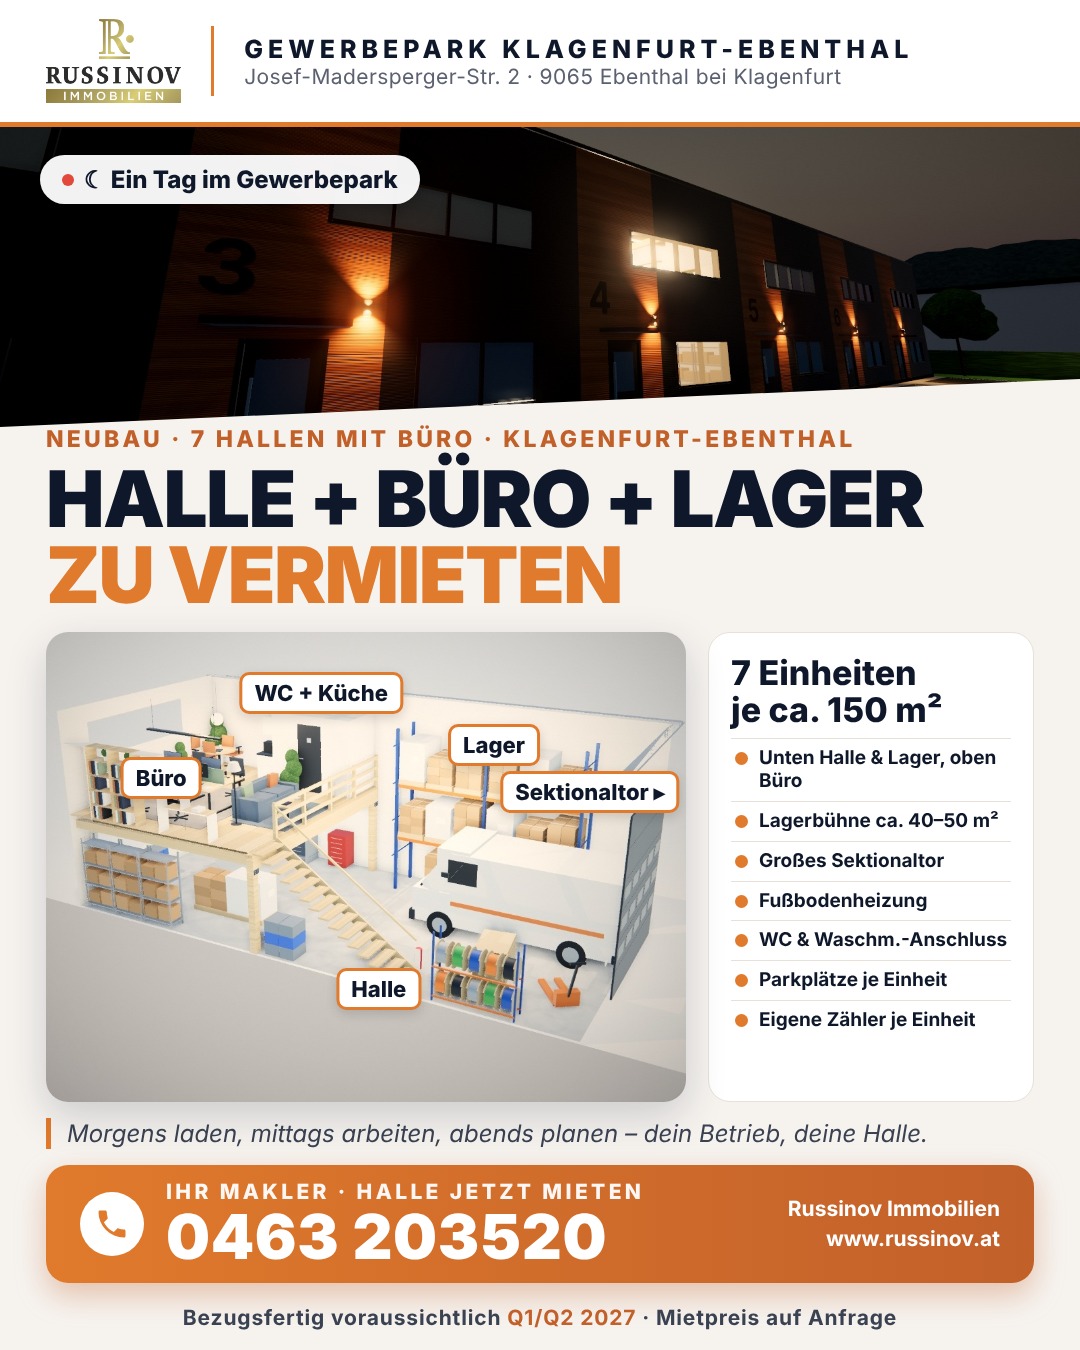 R
RUSSINOV
IMMOBILIEN
GEWERBEPARK KLAGENFURT-EBENTHAL
Josef-Madersperger-Str. 2 · 9065 Ebenthal bei Klagenfurt
☾ Ein Tag im Gewerbepark
3
4
5
6
NEUBAU · 7 HALLEN MIT BÜRO · KLAGENFURT-EBENTHAL
HALLE + BÜRO + LAGER
ZU VERMIETEN
WC + Küche
Lager
Büro
Sektionaltor ▸
Halle
7 Einheiten
je ca. 150 m²
Unten Halle & Lager, oben
Büro
Lagerbühne ca. 40–50 m²
Großes Sektionaltor
Fußbodenheizung
WC & Waschm.-Anschluss
Parkplätze je Einheit
Eigene Zähler je Einheit
Morgens laden, mittags arbeiten, abends planen – dein Betrieb, deine Halle.
IHR MAKLER · HALLE JETZT MIETEN
0463 203520
Russinov Immobilien
www.russinov.at
Bezugsfertig voraussichtlich Q1/Q2 2027 · Mietpreis auf Anfrage